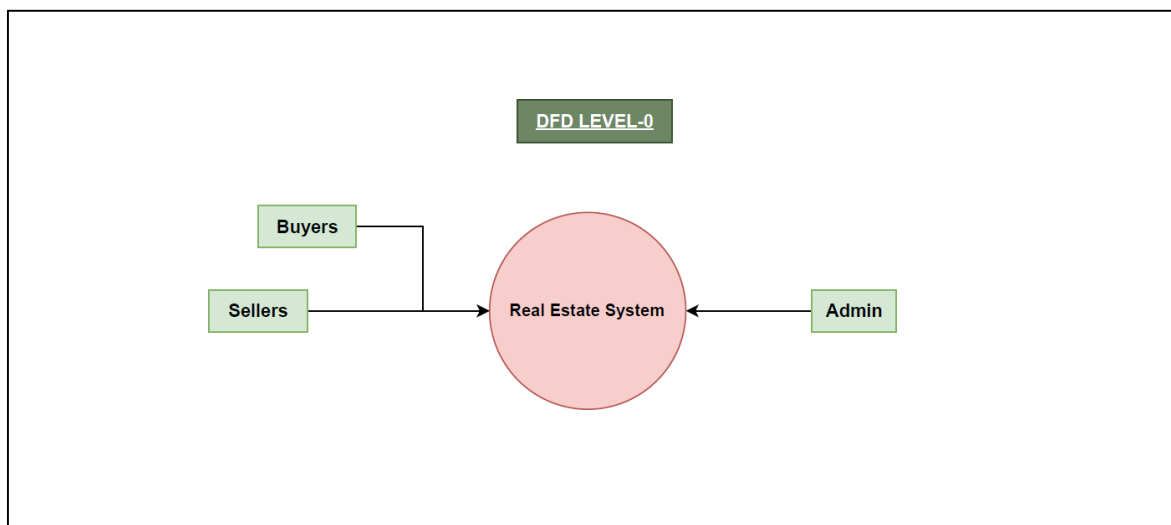 DFD LEVEL-0
Buyers
Sellers
Real Estate System
Admin